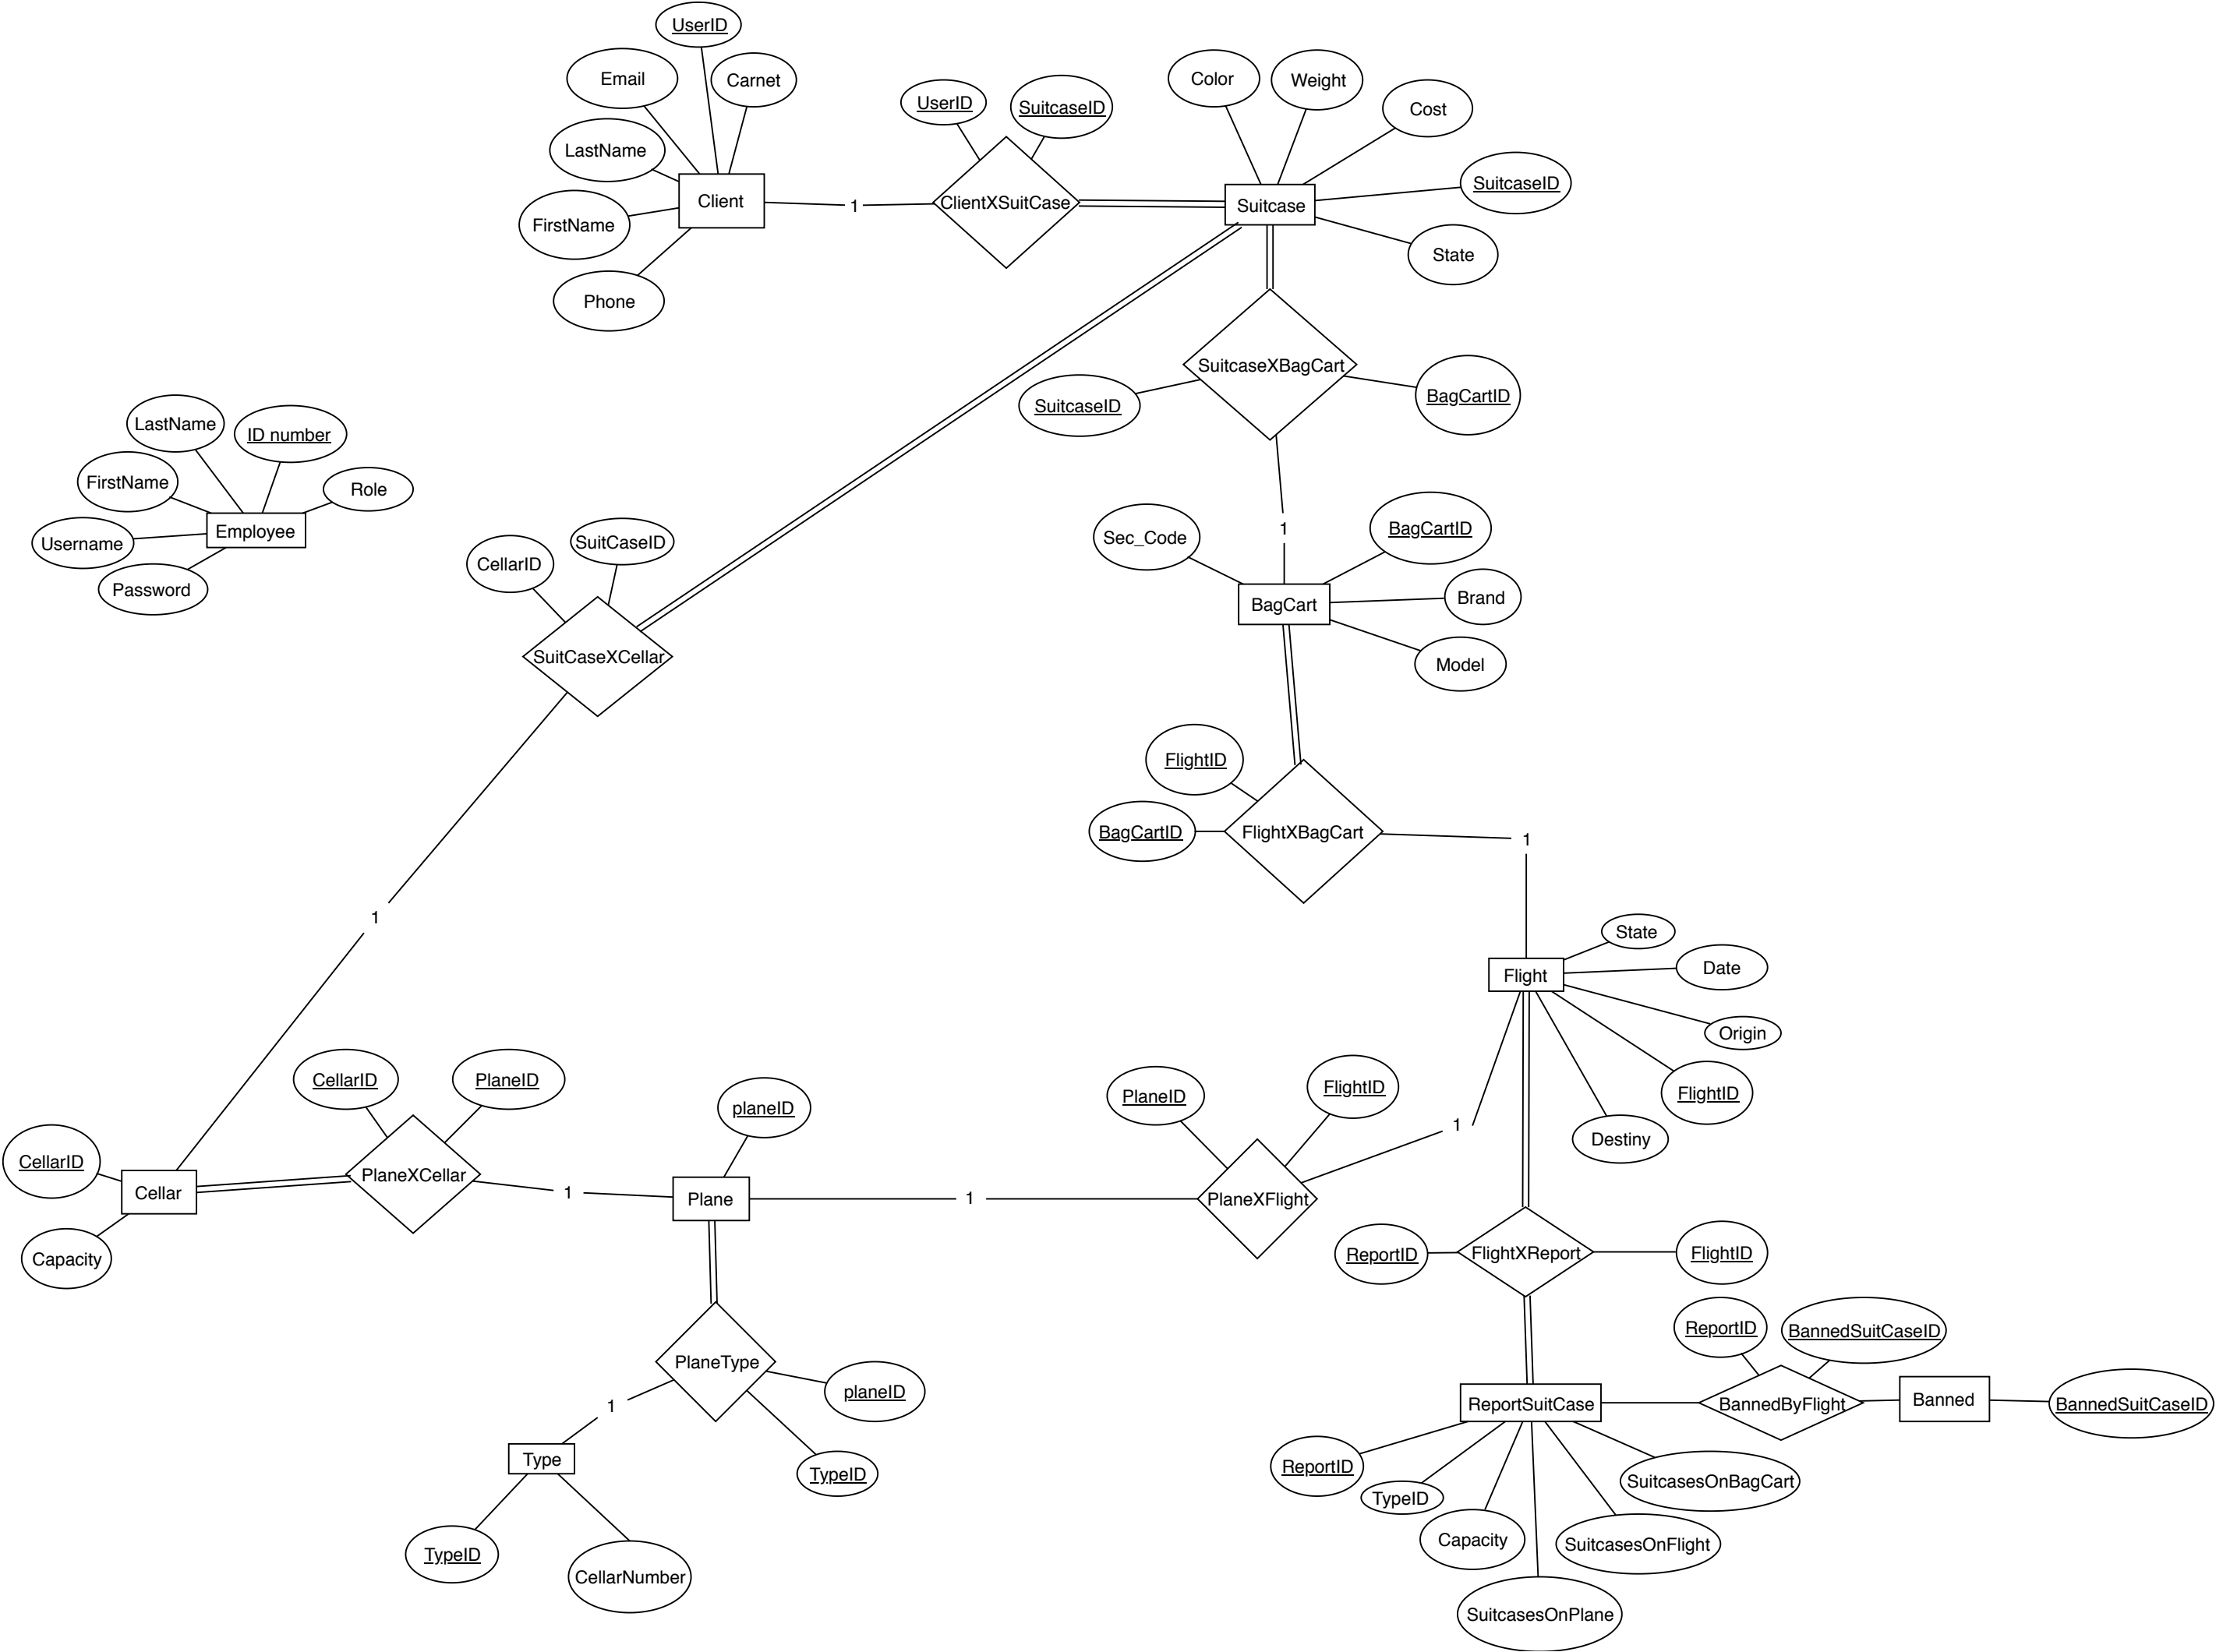 UserID
Email
Carnet
LastName
FirstName
Phone
Client
1
UserID
SuitcaseID
ClientXSuitCase
Color
Weight
Cost
SuitcaseID
State
Suitcase
SuitcaseXBagCart
SuitcaseID
BagCartID
LastName
ID number
FirstName
Role
Username
Employee
Password
CellarID
SuitCaseID
SuitCaseXCellar
1
1
Sec_Code
BagCartID
Brand
BagCart
Model
FlightID
BagCartID
FlightXBagCart
1
State
Date
Flight
Origin
FlightID
Destiny
CellarID
PlaneID
PlaneXCellar
CellarID
Cellar
Capacity
1
planeID
Plane
1
PlaneID
FlightID
1
PlaneXFlight
PlaneType
planeID
TypeID
1
Type
TypeID
CellarNumber
ReportID
FlightXReport
FlightID
ReportID
BannedSuitCaseID
ReportSuitCase
BannedByFlight
Banned
BannedSuitCaseID
ReportID
TypeID
Capacity
SuitcasesOnPlane
SuitcasesOnFlight
SuitcasesOnBagCart